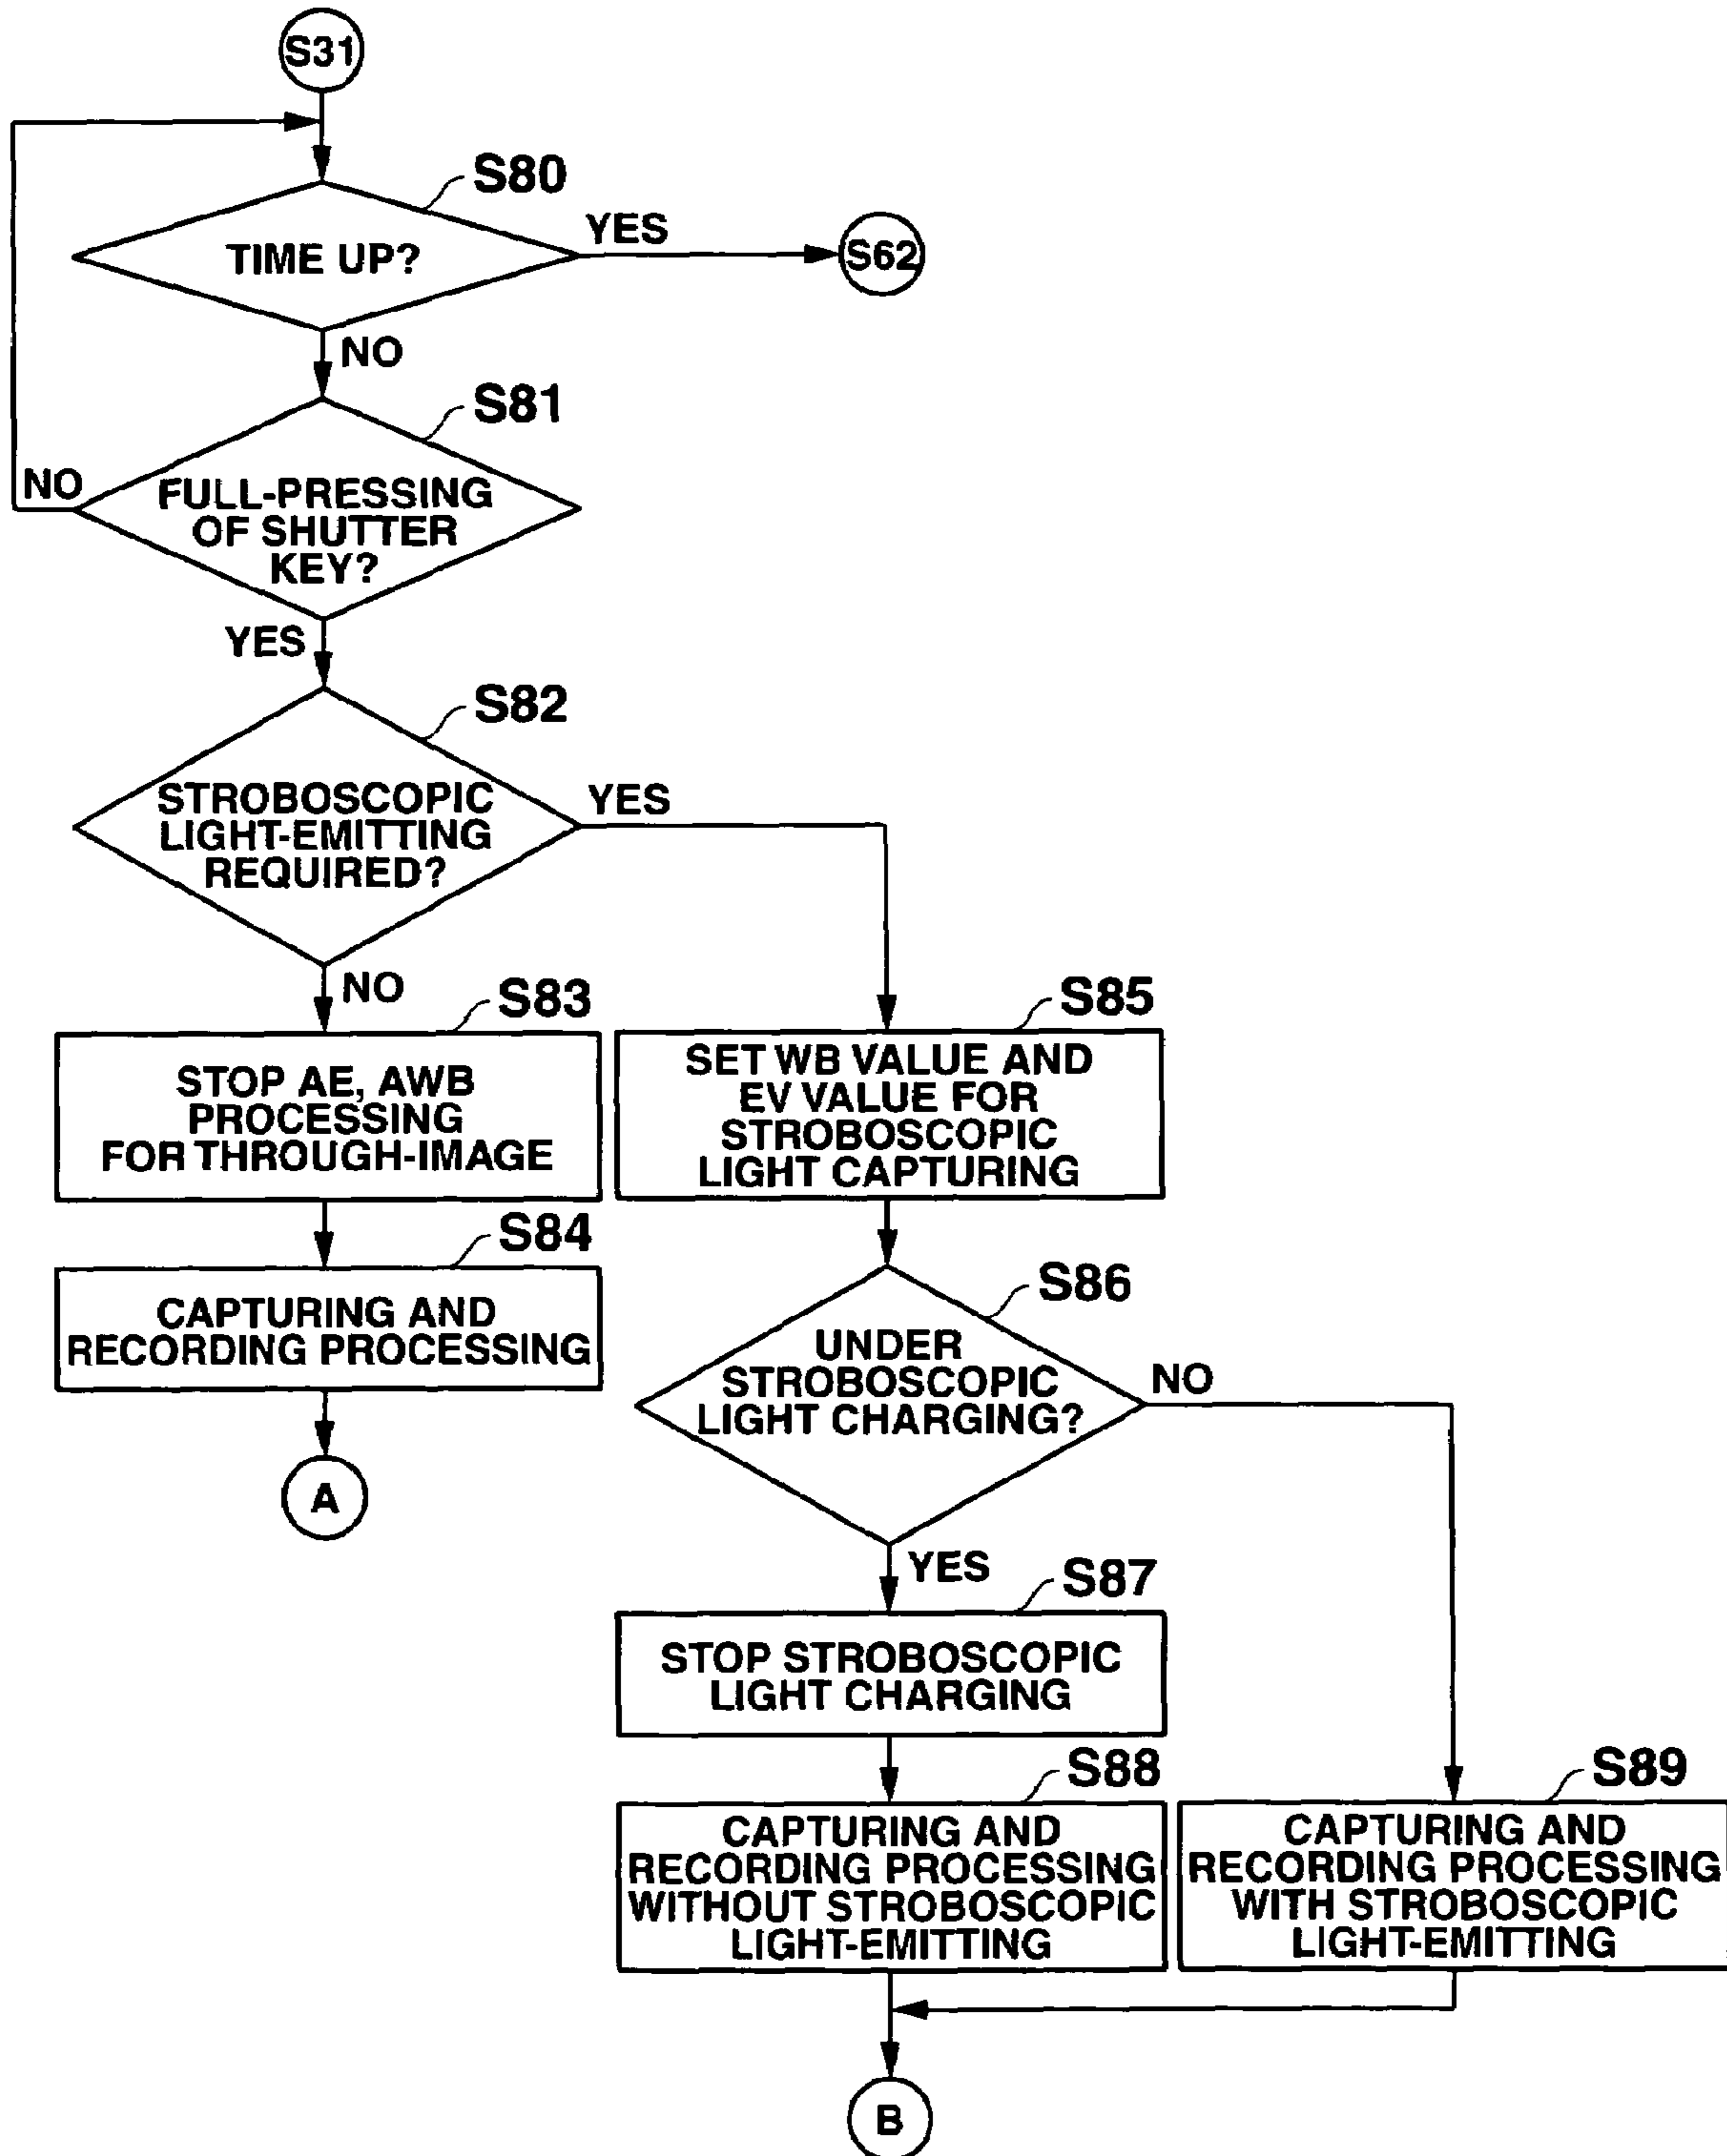 S31
S80
TIME UP?
YES
S62
NO
S81
FULL-PRESSING
OF SHUTTER
KEY?
NO
YES
S82
STROBOSCOPIC
LIGHT-EMITTING
REQUIRED?
YES
NO
S83
STOP AE, AWB
PROCESSING
FOR THROUGH-IMAGE
S84
CAPTURING AND
RECORDING PROCESSING
A
S85
SET WB VALUE AND
EV VALUE FOR
STROBOSCOPIC
LIGHT CAPTURING
S86
UNDER
STROBOSCOPIC
LIGHT CHARGING?
NO
YES
S87
STOP STROBOSCOPIC
LIGHT CHARGING
S88
CAPTURING AND
RECORDING PROCESSING
WITHOUT STROBOSCOPIC
LIGHT-EMITTING
S89
CAPTURING AND
RECORDING PROCESSING
WITH STROBOSCOPIC
LIGHT-EMITTING
B